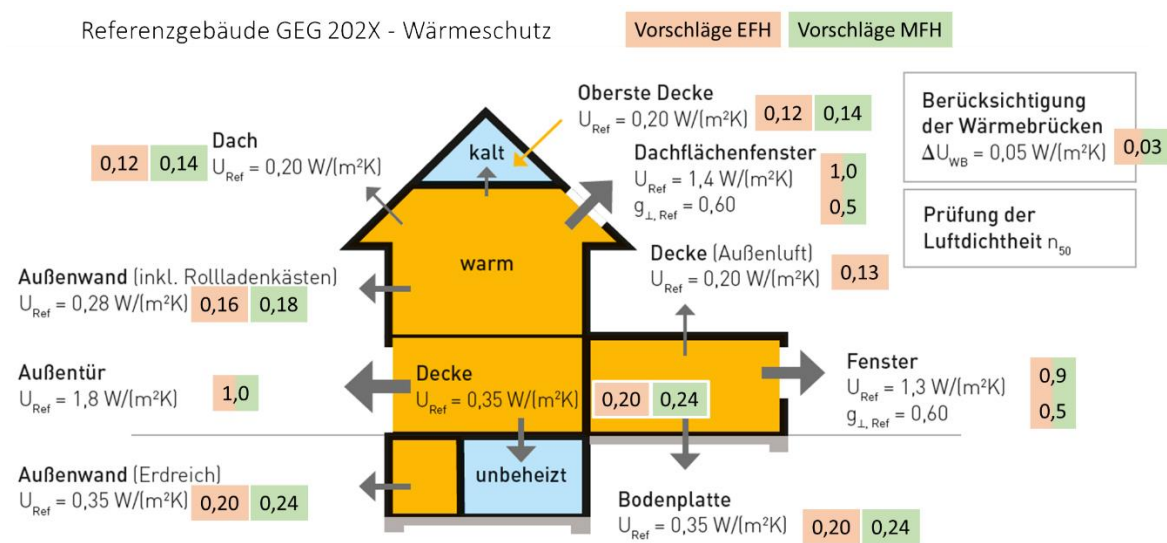 Referenzgebäude GEG 202X - Wärmeschutz
Vorschläge EFH
Vorschläge MFH
Oberste Decke
U_Ref = 0,20 W/(m²K)
0,12
0,14
Berücksichtigung
der Wärmebrücken
ΔU_WB = 0,05 W/(m²K)
0,03
Dach
U_Ref = 0,20 W/(m²K)
0,12
0,14
kalt
Dachflächenfenster
U_Ref = 1,4 W/(m²K)
g_⊥, Ref = 0,60
1,0
0,5
Prüfung der
Luftdichtheit n_50
warm
Decke (Außenluft)
U_Ref = 0,20 W/(m²K)
0,13
Außenwand (inkl. Rollladenkästen)
U_Ref = 0,28 W/(m²K)
0,16
0,18
Außentür
U_Ref = 1,8 W/(m²K)
1,0
Decke
U_Ref = 0,35 W/(m²K)
0,20
0,24
Fenster
U_Ref = 1,3 W/(m²K)
g_⊥, Ref = 0,60
0,9
0,5
Außenwand (Erdreich)
U_Ref = 0,35 W/(m²K)
0,20
0,24
unbeheizt
Bodenplatte
U_Ref = 0,35 W/(m²K)
0,20
0,24